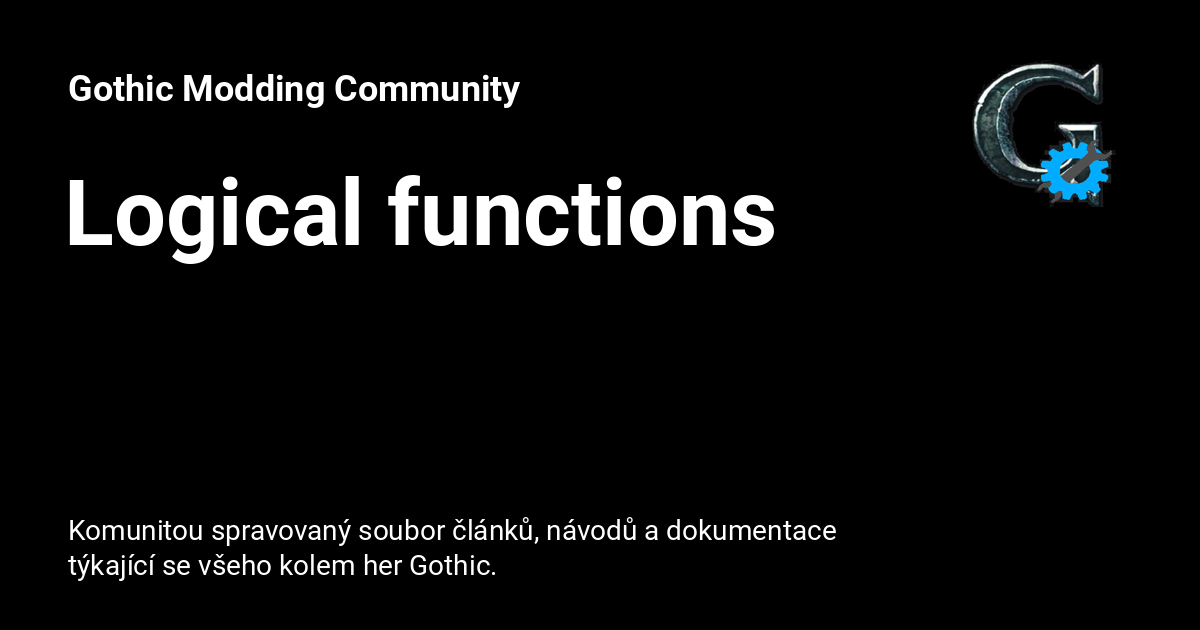 Gothic Modding Community
Logical functions
Komunitou spravovaný soubor článků, návodů a dokumentace
týkající se všeho kolem her Gothic.